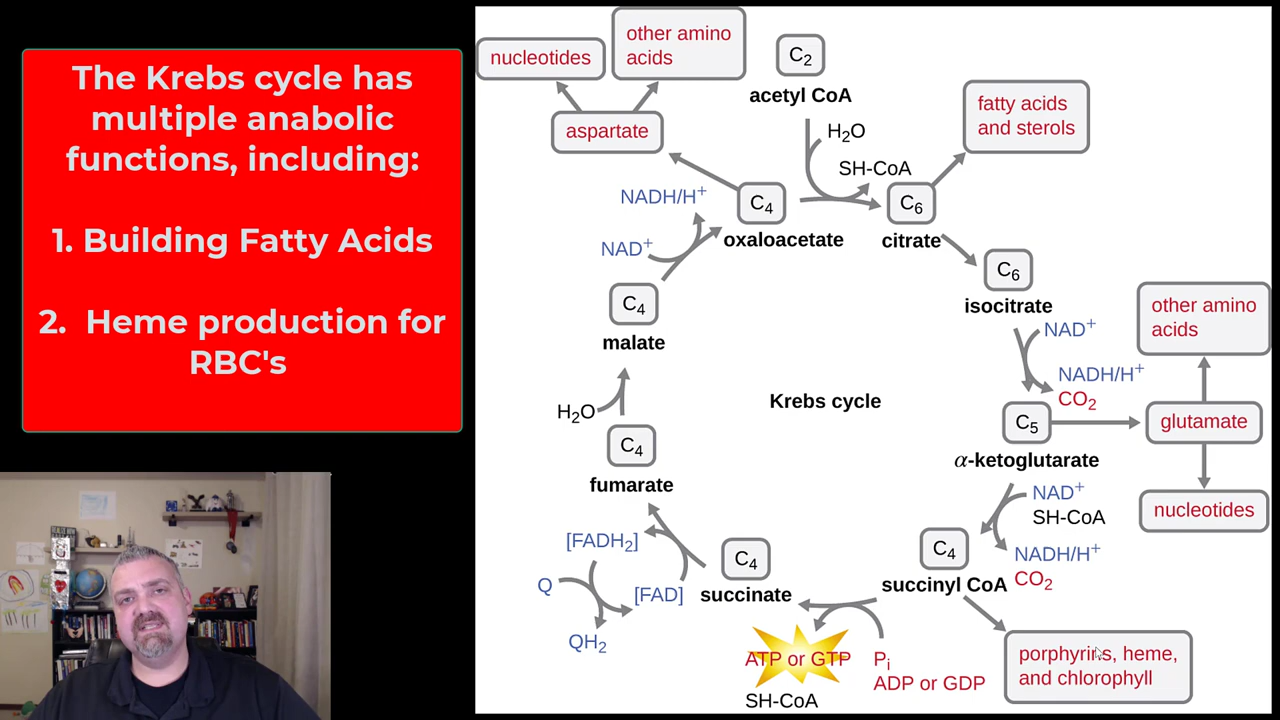 The Krebs cycle has
multiple anabolic
functions, including:
1. Building Fatty Acids
2. Heme production for
RBC's
nucleotides
other amino
acids
aspartate
C₂
acetyl CoA
H₂O
SH-CoA
fatty acids
and sterols
NADH/H⁺
NAD⁺
C₄
oxaloacetate
C₆
citrate
C₆
isocitrate
NAD⁺
NADH/H⁺
CO₂
other amino
acids
C₄
malate
H₂O
Krebs cycle
C₅
α-ketoglutarate
glutamate
nucleotides
C₄
fumarate
NAD⁺
SH-CoA
NADH/H⁺
CO₂
[FADH₂]
Q
[FAD]
QH₂
C₄
succinate
C₄
succinyl CoA
ATP or GTP
Pᵢ
ADP or GDP
SH-CoA
porphyrins, heme,
and chlorophyll